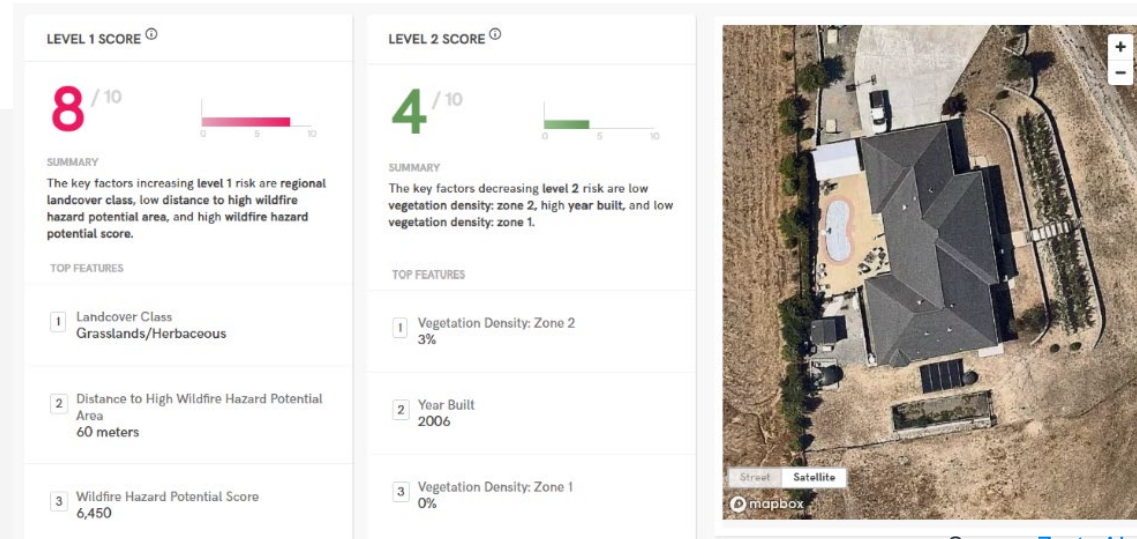 LEVEL 1 SCORE
8 / 10
0 5 10
SUMMARY
The key factors increasing level 1 risk are regional
landcover class, low distance to high wildfire
hazard potential area, and high wildfire hazard
potential score.
TOP FEATURES
1 Landcover Class
Grasslands/Herbaceous
2 Distance to High Wildfire Hazard Potential
Area
60 meters
3 Wildfire Hazard Potential Score
6,450
LEVEL 2 SCORE
4 / 10
0 5 10
SUMMARY
The key factors decreasing level 2 risk are low
vegetation density: zone 2, high year built, and low
vegetation density: zone 1.
TOP FEATURES
1 Vegetation Density: Zone 2
3%
2 Year Built
2006
3 Vegetation Density: Zone 1
0%
+
−
Street Satellite
mapbox